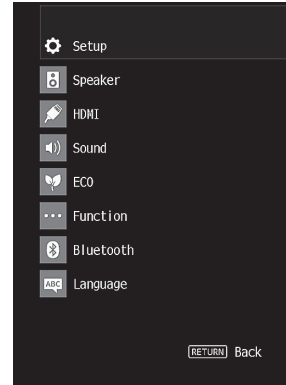 Setup
Speaker
HDMI
Sound
ECO
Function
Bluetooth
ABC Language
RETURN Back